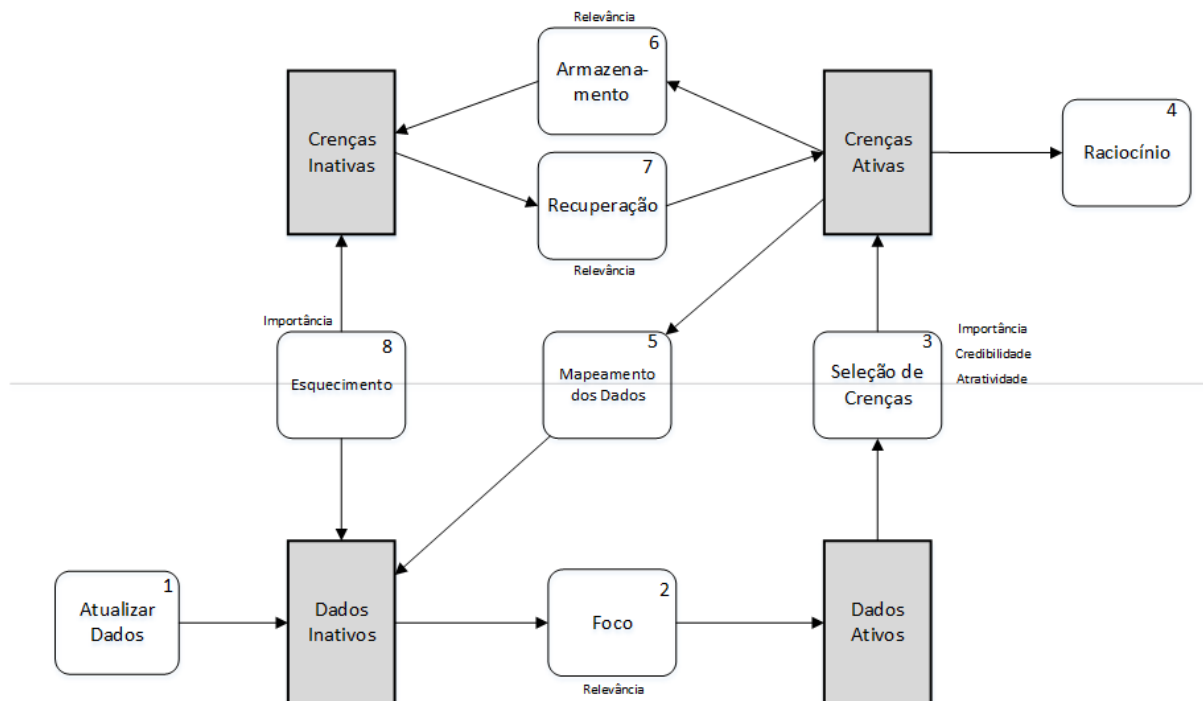 Relevância
6
Armazena-
mento
Crenças
Inativas
7
Recuperação
Relevância
Crenças
Ativas
4
Raciocínio
Importância
8
Esquecimento
5
Mapeamento
dos Dados
3
Seleção de
Crenças
Importância
Credibilidade
Atratividade
1
Atualizar
Dados
Dados
Inativos
2
Foco
Relevância
Dados
Ativos